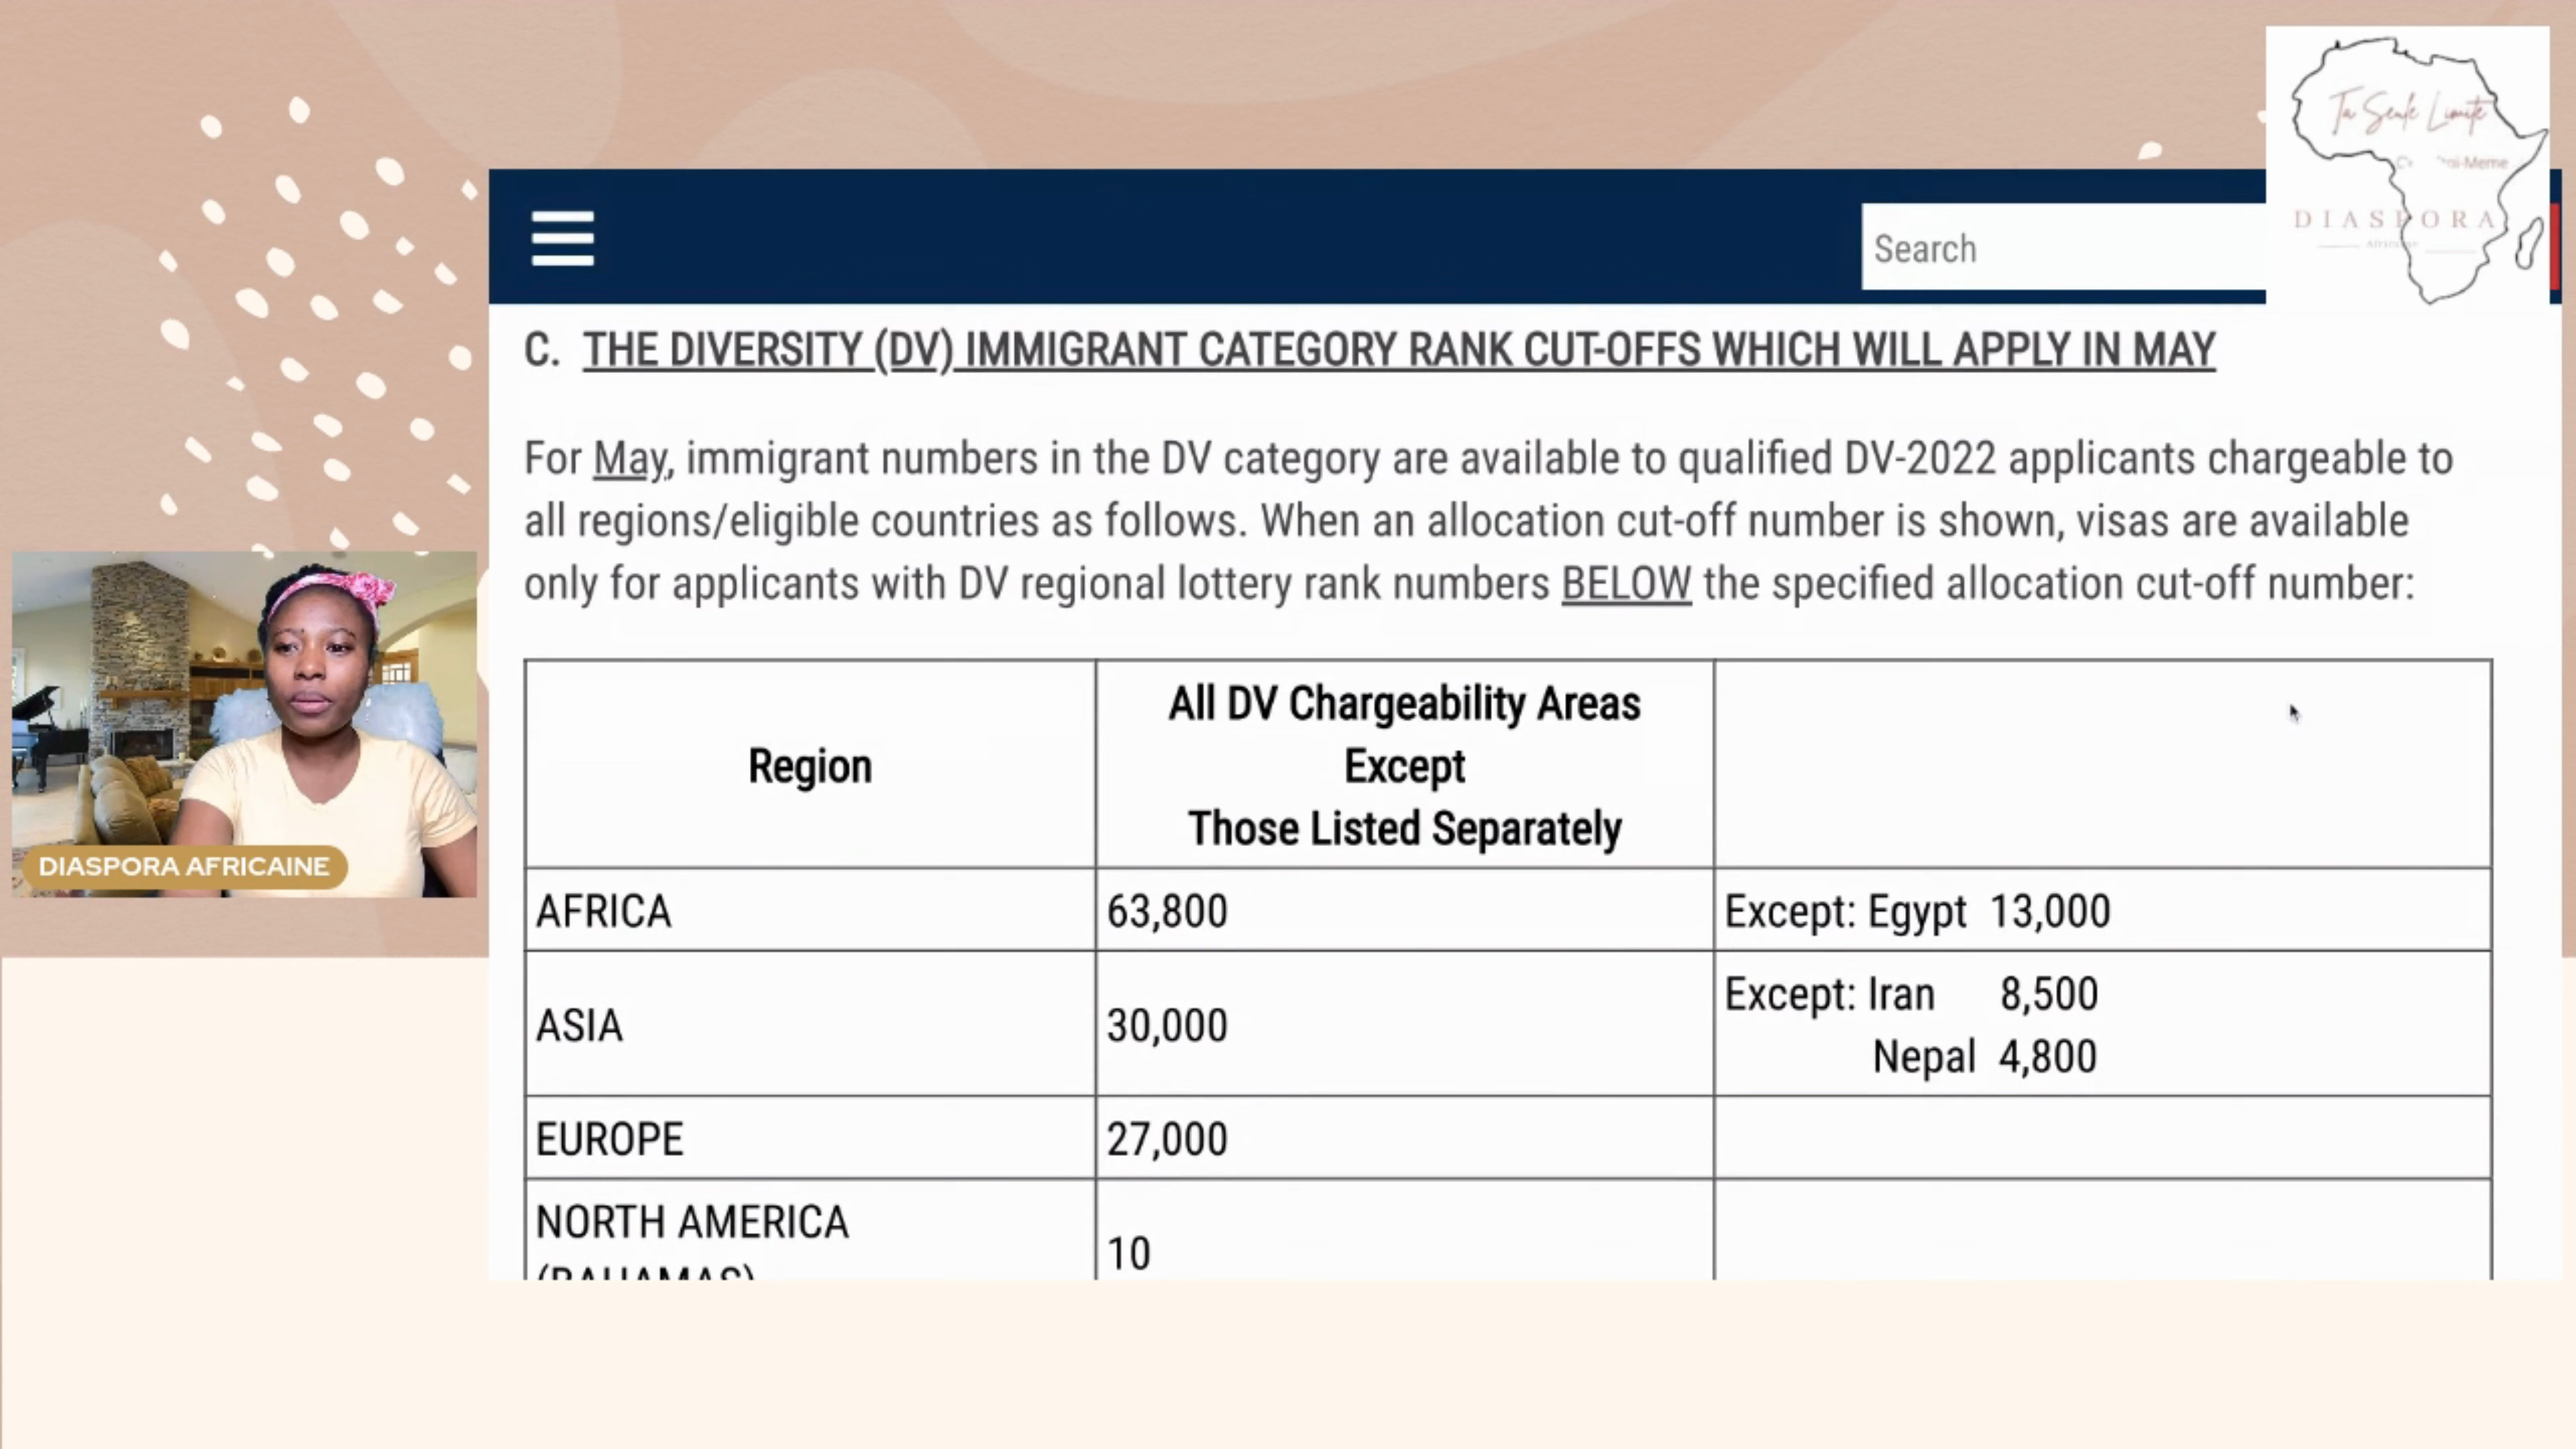 Ta Seule Limite
DIASPORA
Search
C. THE DIVERSITY (DV) IMMIGRANT CATEGORY RANK CUT-OFFS WHICH WILL APPLY IN MAY
For May, immigrant numbers in the DV category are available to qualified DV-2022 applicants chargeable to
all regions/eligible countries as follows. When an allocation cut-off number is shown, visas are available
only for applicants with DV regional lottery rank numbers BELOW the specified allocation cut-off number:
Region
All DV Chargeability Areas
Except
Those Listed Separately
AFRICA
63,800
Except: Egypt 13,000
ASIA
30,000
Except: Iran 8,500
Nepal 4,800
EUROPE
27,000
NORTH AMERICA
(BAHAMAS)
10
DIASPORA AFRICAINE